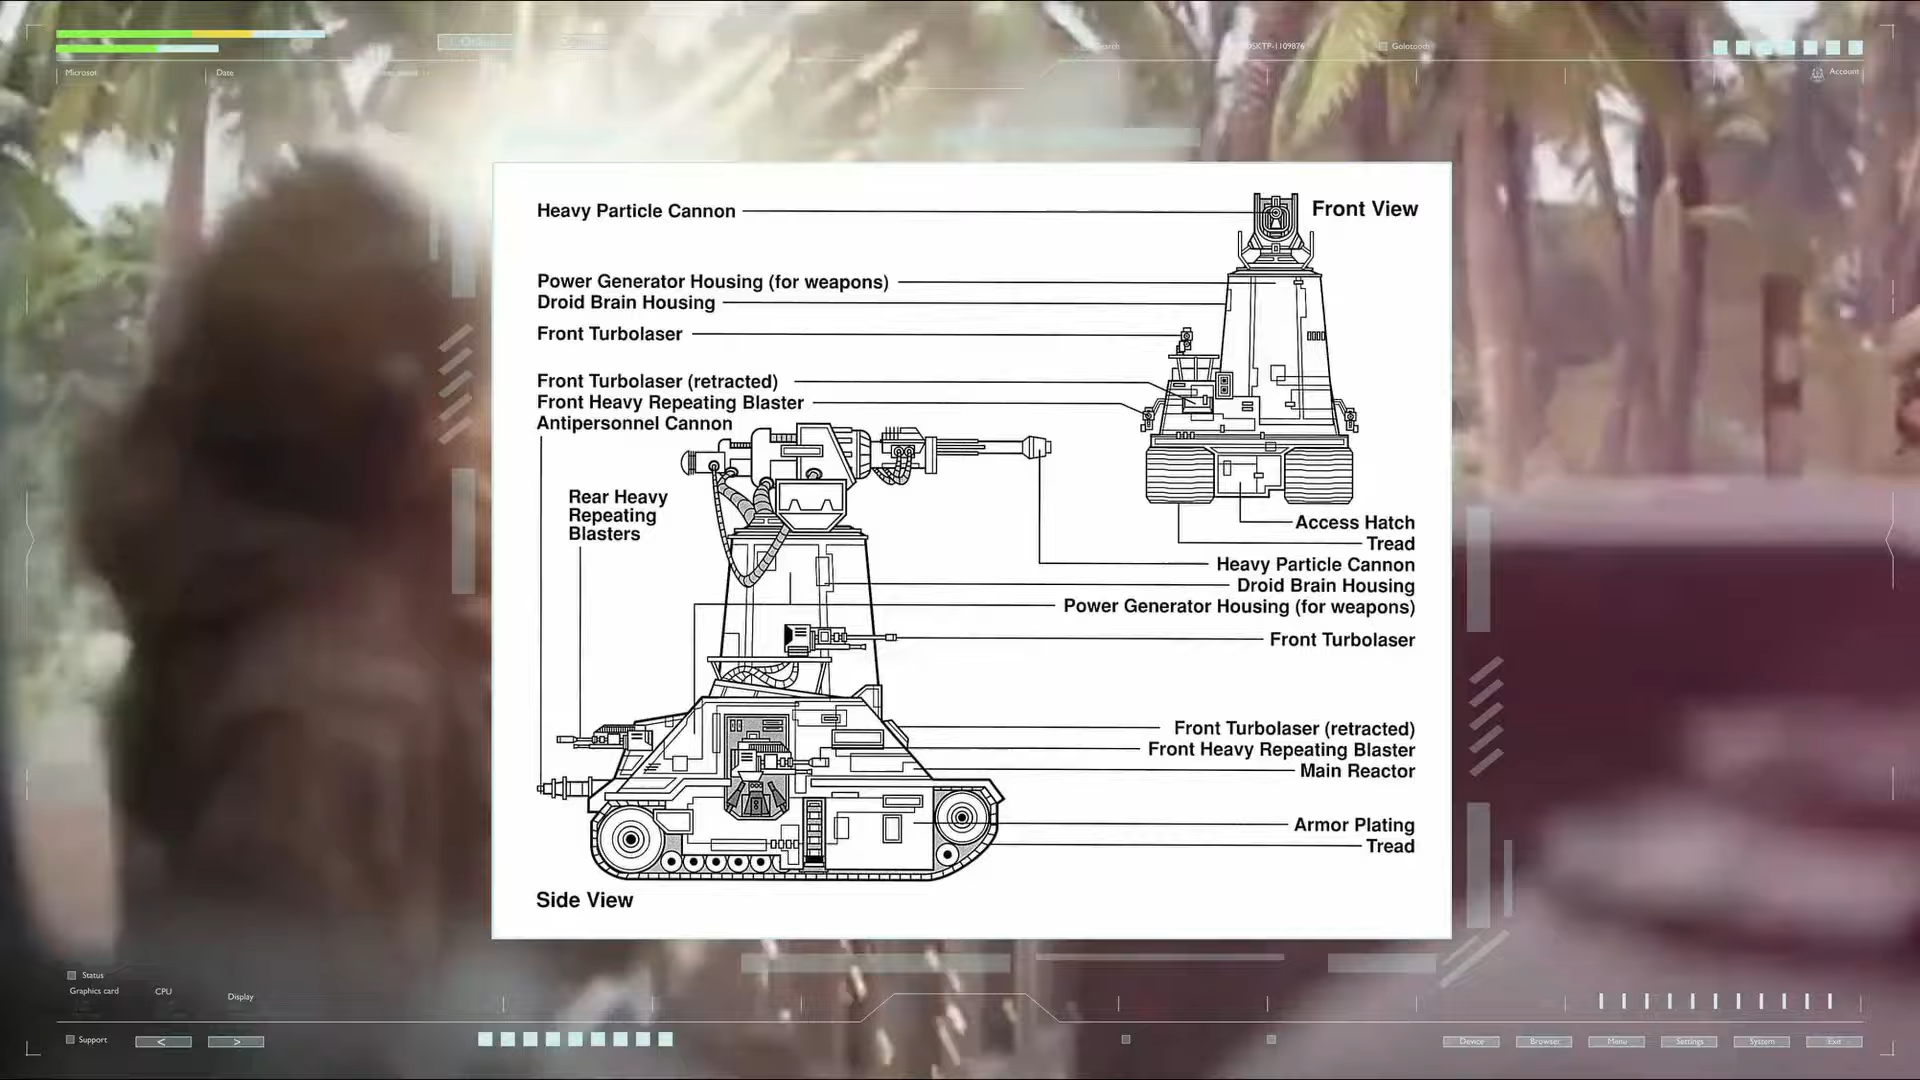 Microsot
Date
Search
Golotooth
Account
Heavy Particle Cannon
Front View
Power Generator Housing (for weapons)
Droid Brain Housing
Front Turbolaser
Front Turbolaser (retracted)
Front Heavy Repeating Blaster
Antipersonnel Cannon
Rear Heavy
Repeating
Blasters
Access Hatch
Tread
Heavy Particle Cannon
Droid Brain Housing
Power Generator Housing (for weapons)
Front Turbolaser
Front Turbolaser (retracted)
Front Heavy Repeating Blaster
Main Reactor
Armor Plating
Tread
Side View
Status
Graphics card
CPU
Display
Support
<
>
Device
Browser
Menu
Settings
System
Exit